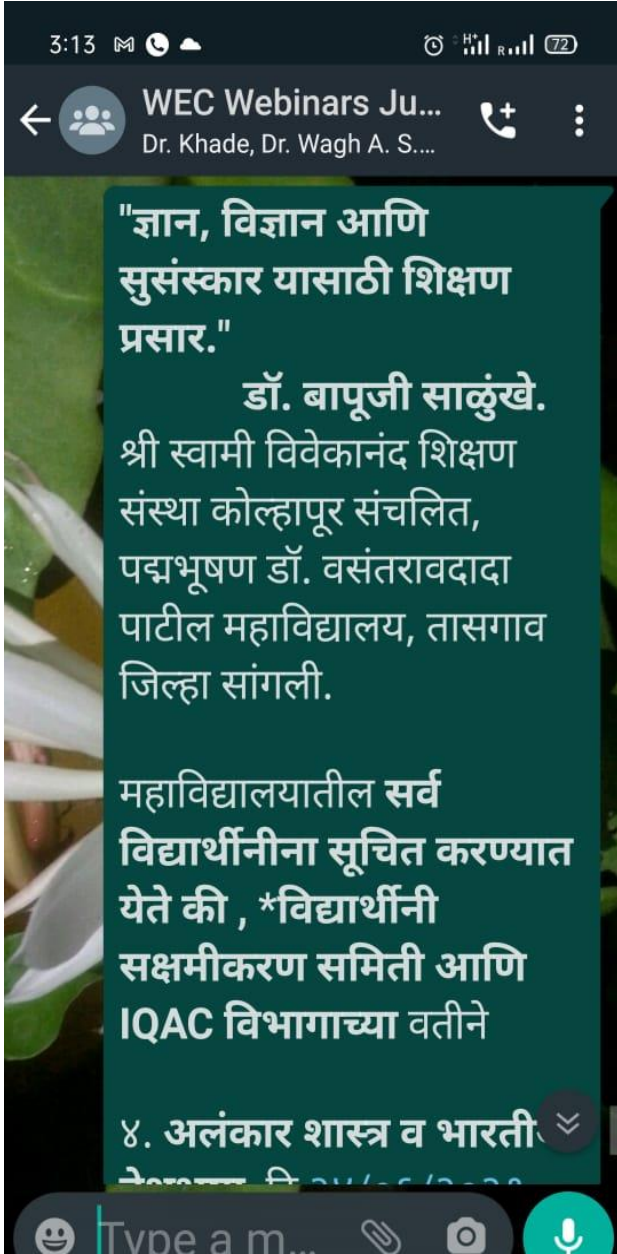 3:13
H+ R 72
WEC Webinars Ju...
Dr. Khade, Dr. Wagh A. S....
"ज्ञान, विज्ञान आणि
सुसंस्कार यासाठी शिक्षण
प्रसार."
डॉ. बापूजी साळुंखे.
श्री स्वामी विवेकानंद शिक्षण
संस्था कोल्हापूर संचलित,
पद्मभूषण डॉ. वसंतरावदादा
पाटील महाविद्यालय, तासगाव
जिल्हा सांगली.
महाविद्यालयातील सर्व
विद्यार्थीनीना सूचित करण्यात
येते की , *विद्यार्थीनी
सक्षमीकरण समिती आणि
IQAC विभागाच्या वतीने
४. अलंकार शास्त्र व
Type a m...